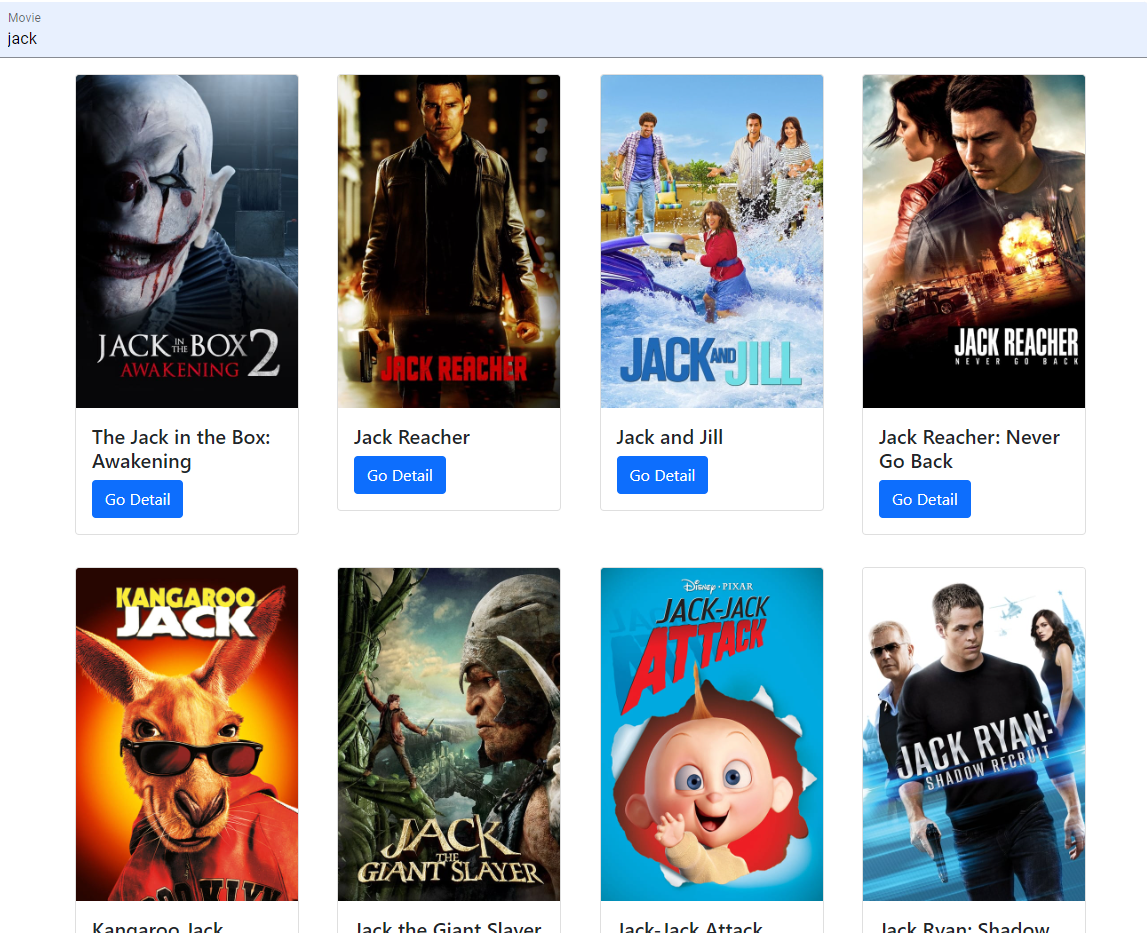 Movie
jack
JACK IN THE BOX 2
AWAKENING
JACK REACHER
JACK AND JILL
JACK REACHER
NEVER GO BACK
The Jack in the Box:
Awakening
Go Detail
Jack Reacher
Go Detail
Jack and Jill
Go Detail
Jack Reacher: Never
Go Back
Go Detail
KANGAROO
JACK
BROOKLYN
JACK
THE
GIANT SLAYER
DISNEY · PIXAR
JACK-JACK
ATTACK
JACK RYAN:
SHADOW RECRUIT
Kangaroo Jack
Jack the Giant Slayer
Jack-Jack Attack
Jack Ryan: Shadow